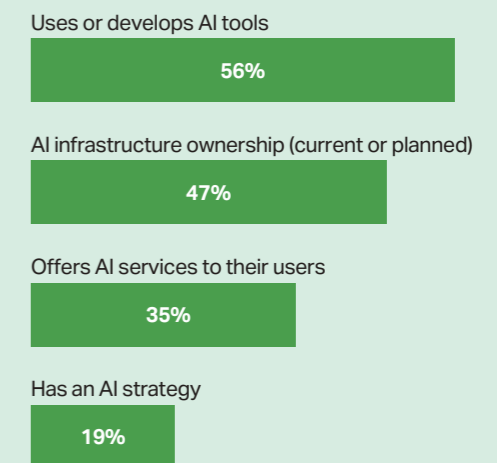 Uses or develops AI tools
56%
AI infrastructure ownership (current or planned)
47%
Offers AI services to their users
35%
Has an AI strategy
19%